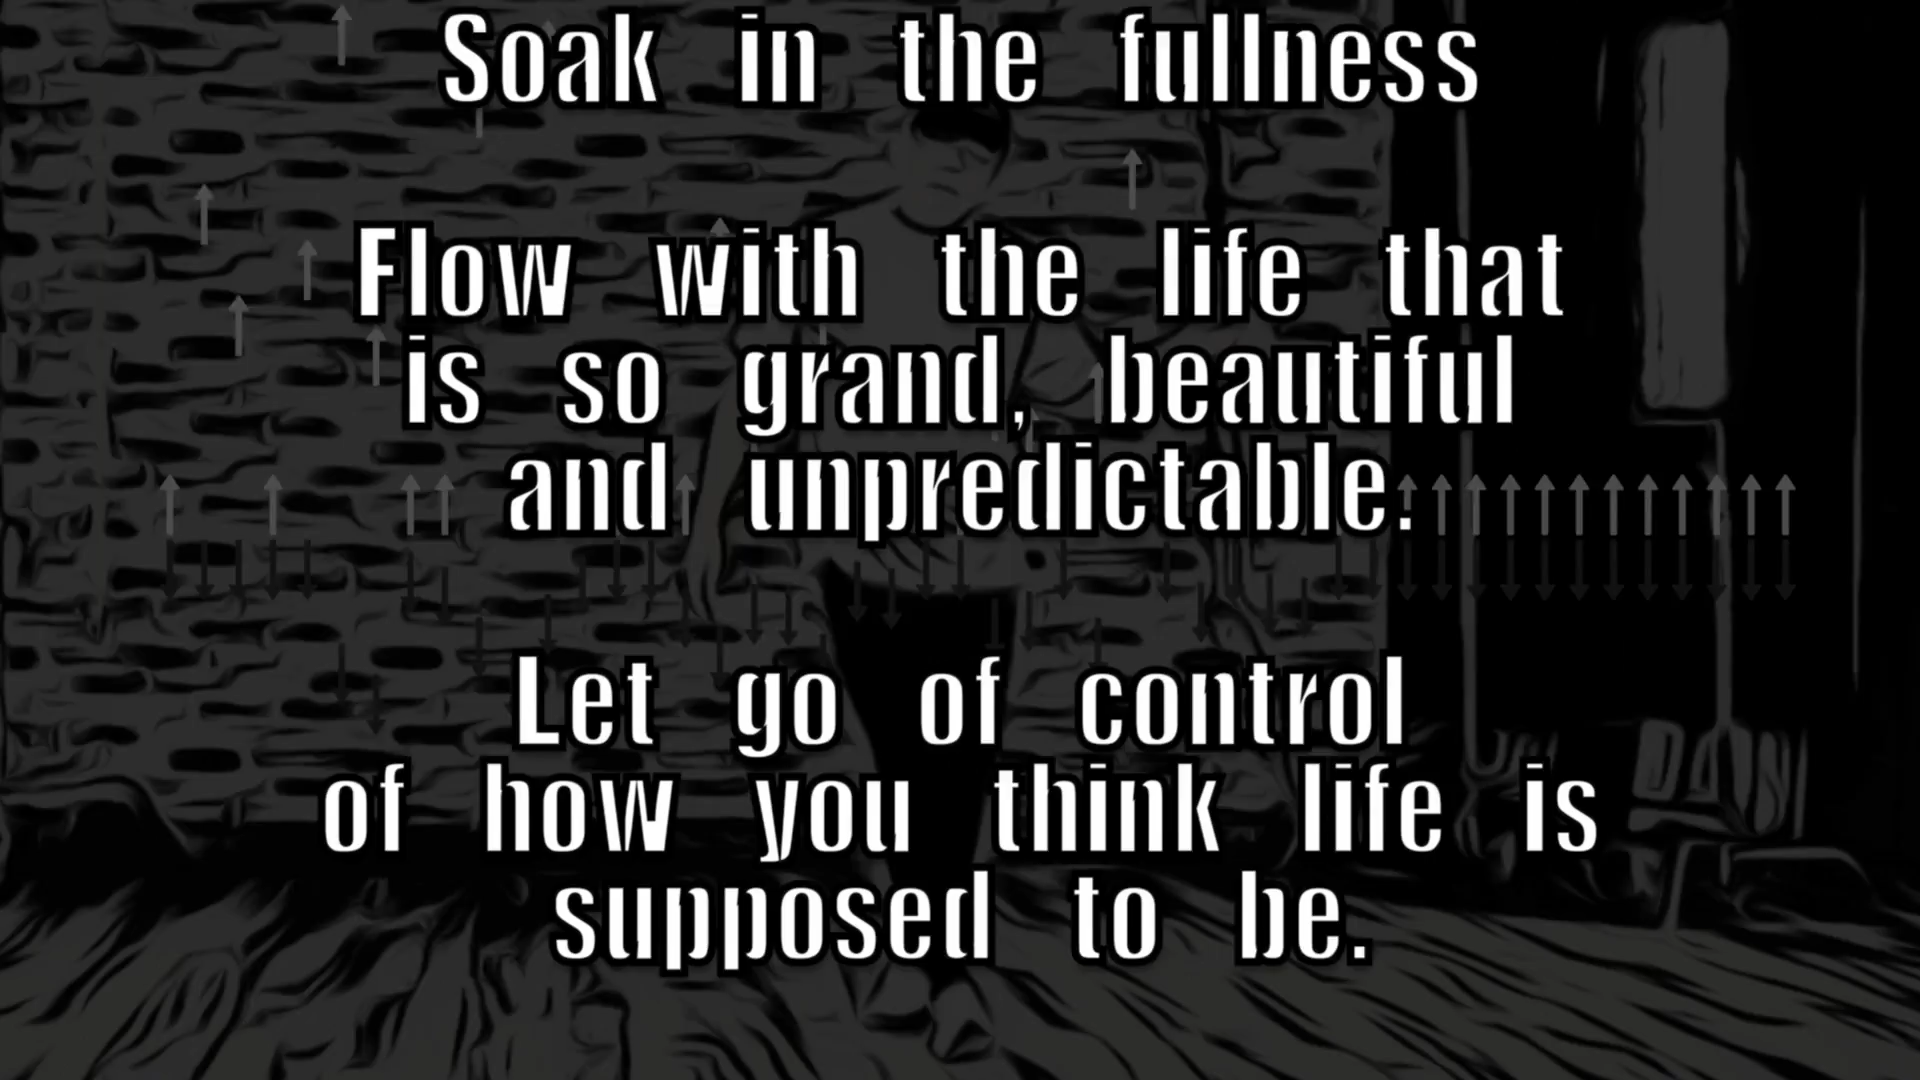 Soak in the fullness
Flow with the life that
is so grand, beautiful
and unpredictable.
Let go of control
of how you think life is
supposed to be.